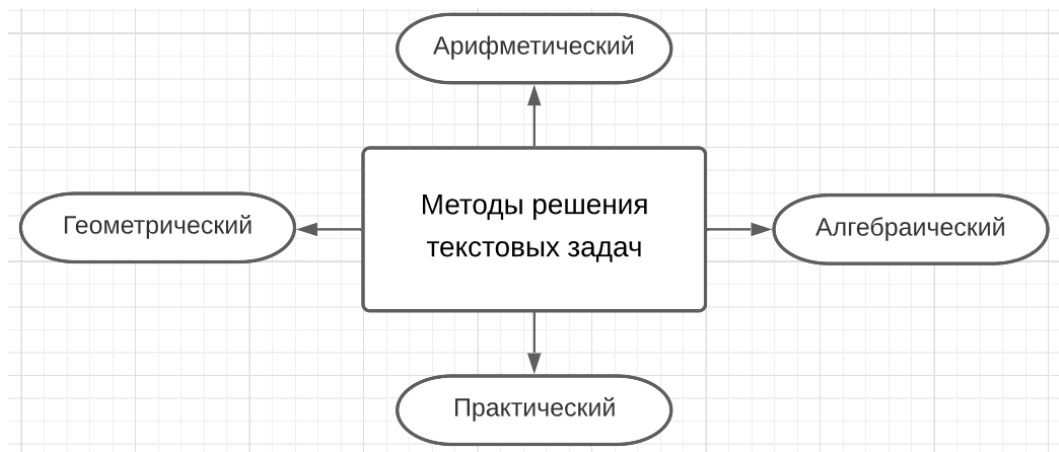 Арифметический
Методы решения
текстовых задач
Геометрический
Алгебраический
Практический